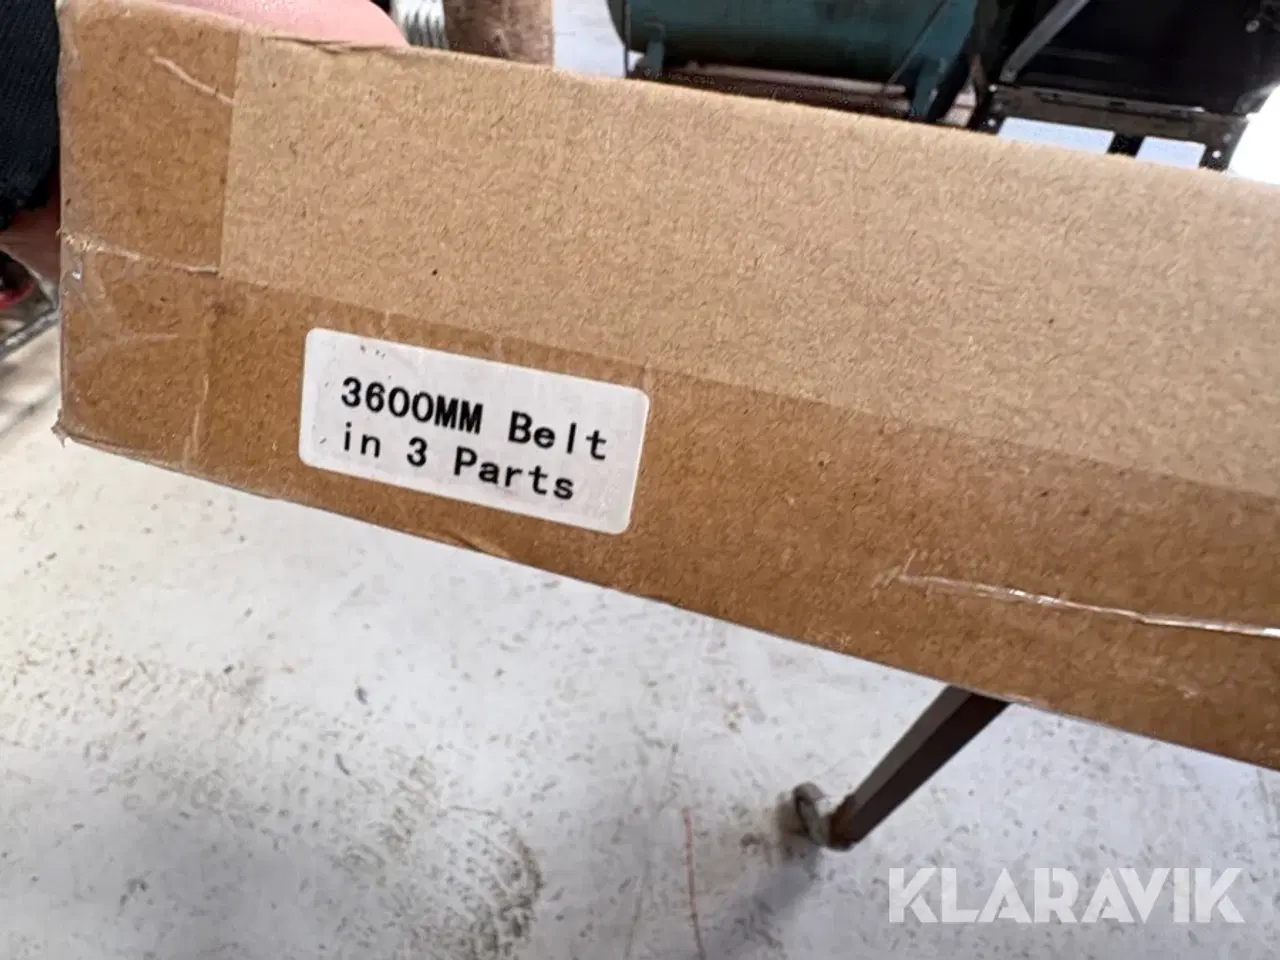 3600MM Belt
in 3 Parts
KLARAVIK